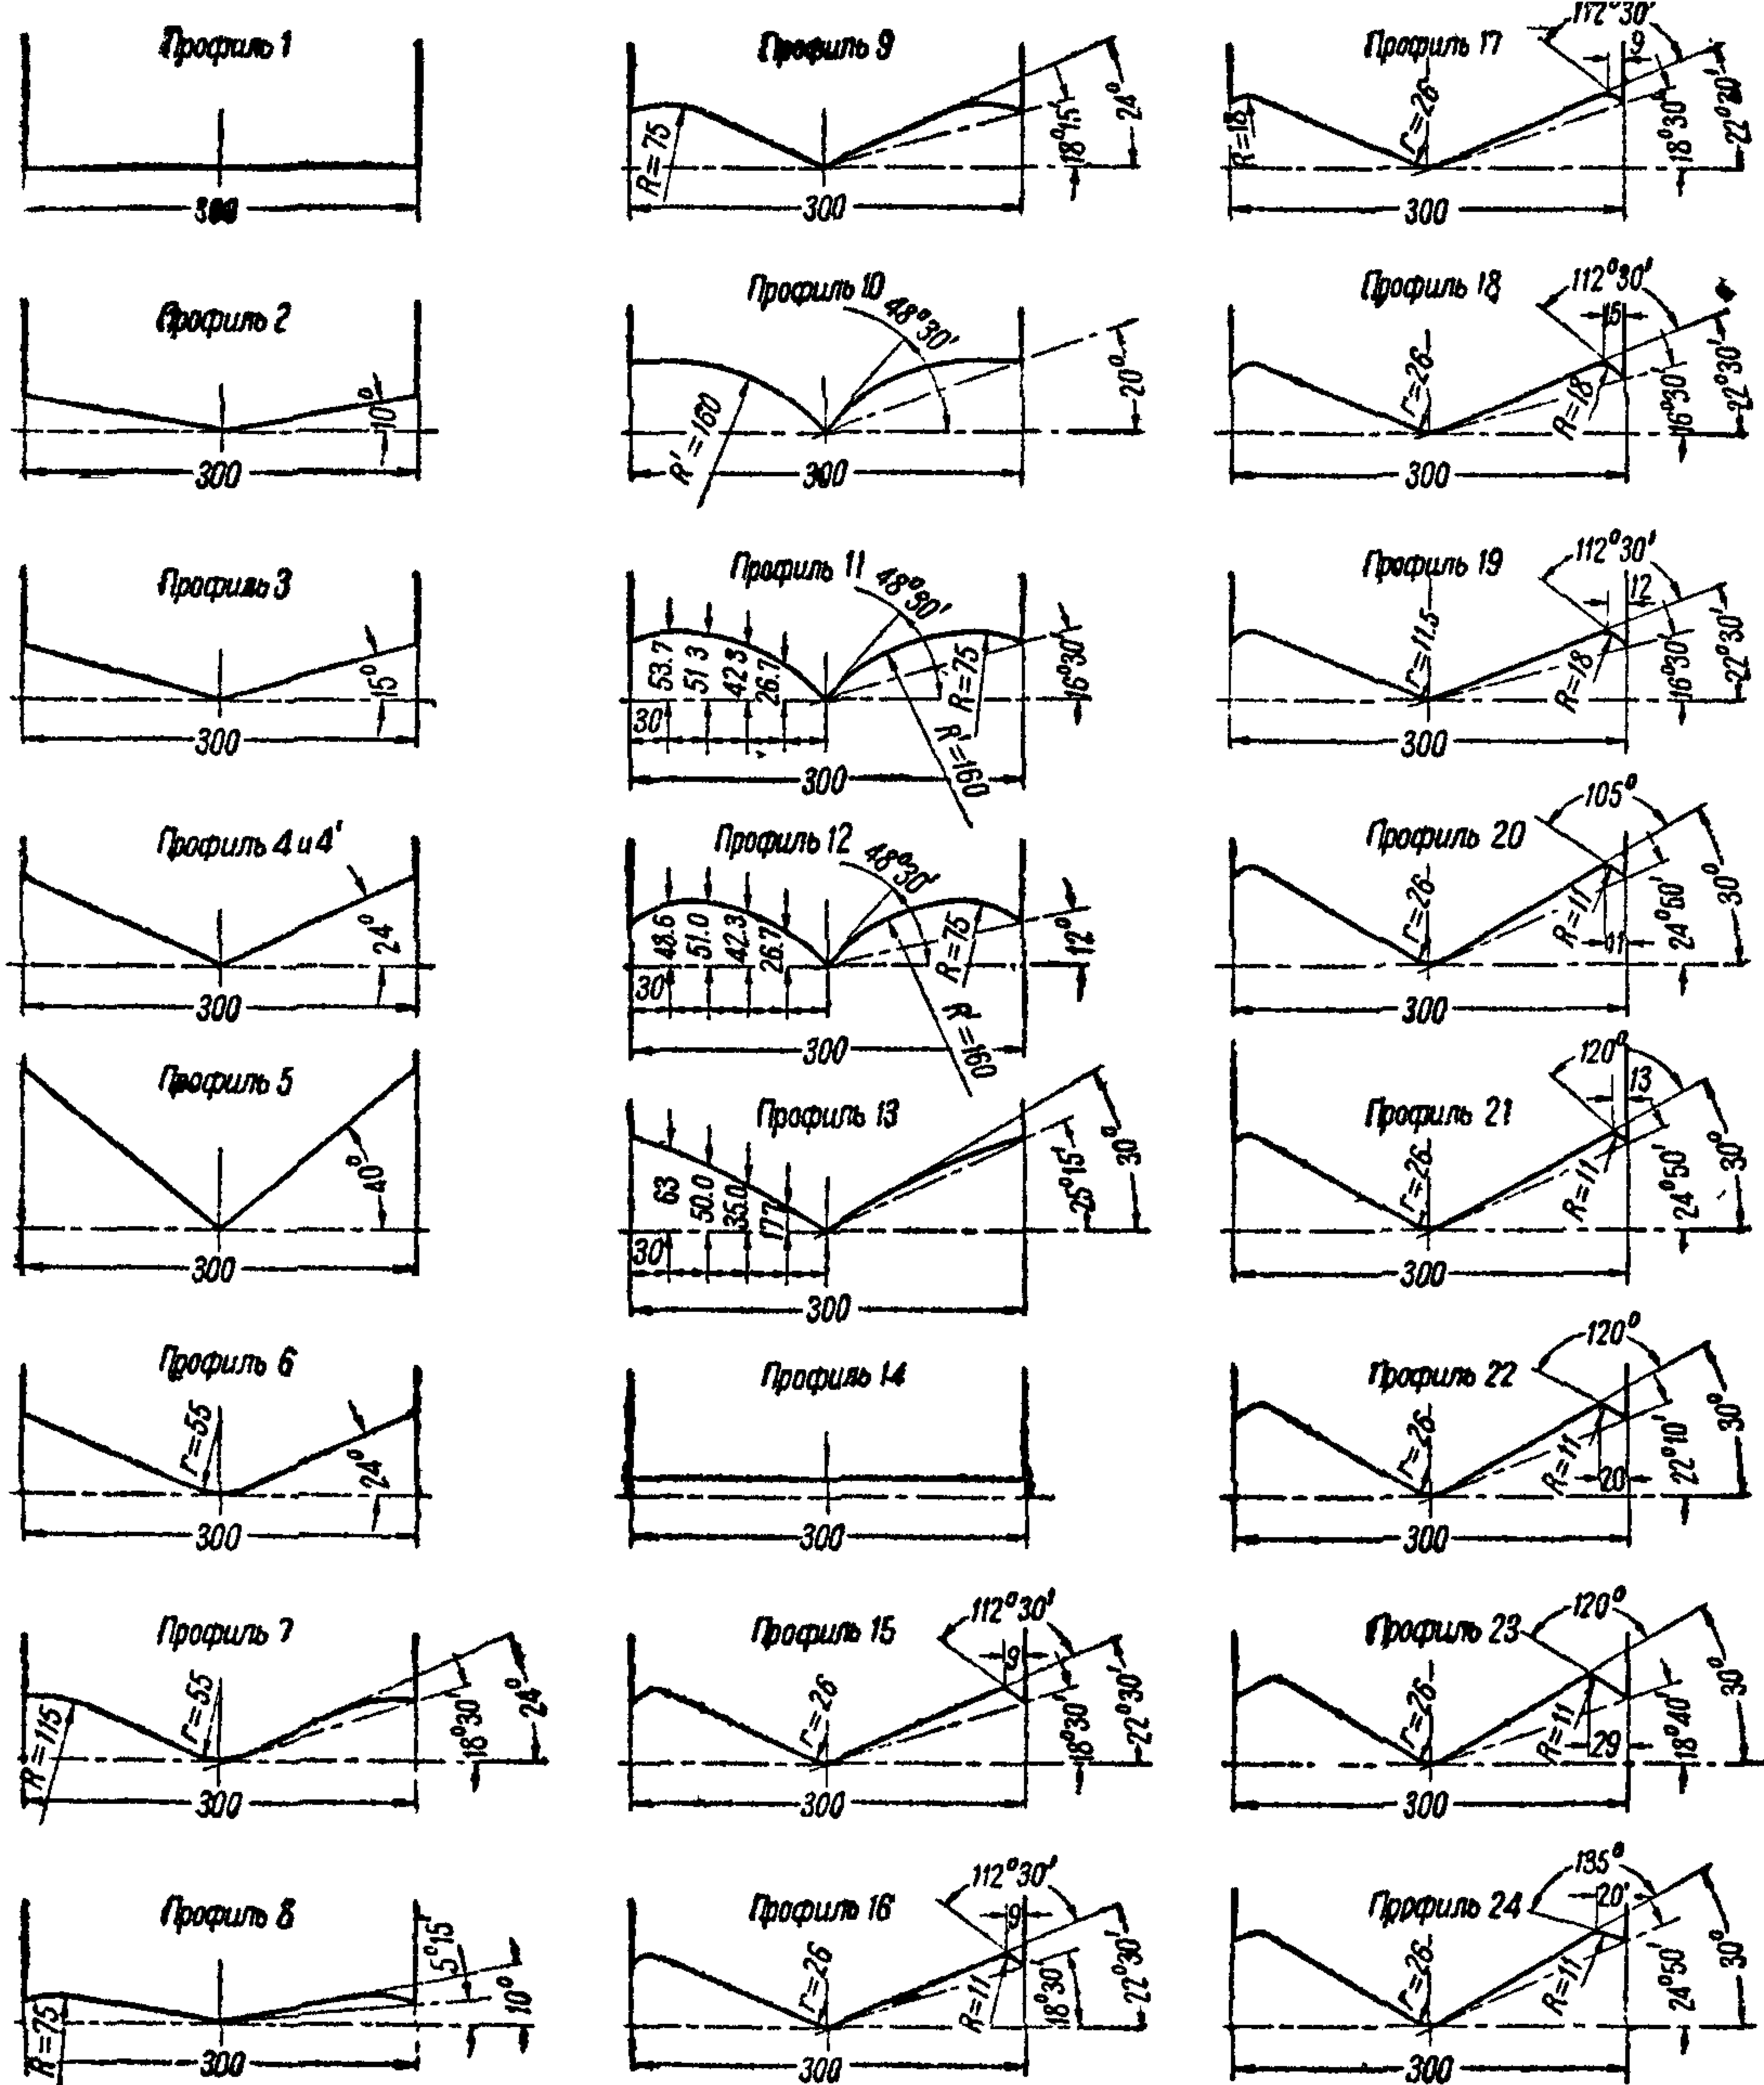 Профиль 1
300
Профиль 2
10°
300
Профиль 3
15°
300
Профиль 4 и 4'
24°
300
Профиль 5
40°
300
Профиль 6
r=55
24°
300
Профиль 7
R=115
r=55
18°30'
24°
300
Профиль 8
R=75
5°15'
10°
300
Профиль 9
R=75
18°15'
24°
300
Профиль 10
48°30'
R'=160
20°
300
Профиль 11
48°30'
53.7
51 3
42.3
26.7
30
R=75
R'=160
16°30'
300
Профиль 12
48°30'
48.6
51.0
42.3
26.7
30
R=75
R'=160
12°
300
Профиль 13
63
50.0
35.0
177
30
25°15'
30°
300
Профиль 14
300
Профиль 15
112°30'
9
r=26
18°30'
22°30'
300
Профиль 16
112°30'
9
r=26
R=11
18°30'
22°30'
300
Профиль 17
112°30'
9
R=18
r=26
18°30'
22°30'
300
Профиль 18
112°30'
15
r=26
R=18
16°30'
22°30'
300
Профиль 19
112°30'
12
r=11.5
R=18
16°30'
22°30'
300
Профиль 20
105°
r=26
R=11
11
24°50'
30°
300
Профиль 21
120°
13
r=26
R=11
24°50'
30°
300
Профиль 22
120°
r=26
R=11
20
22°10'
30°
300
Профиль 23
120°
r=26
R=11
29
18°40'
30°
300
Профиль 24
135°
20'
r=26
R=11
24°50'
30°
300